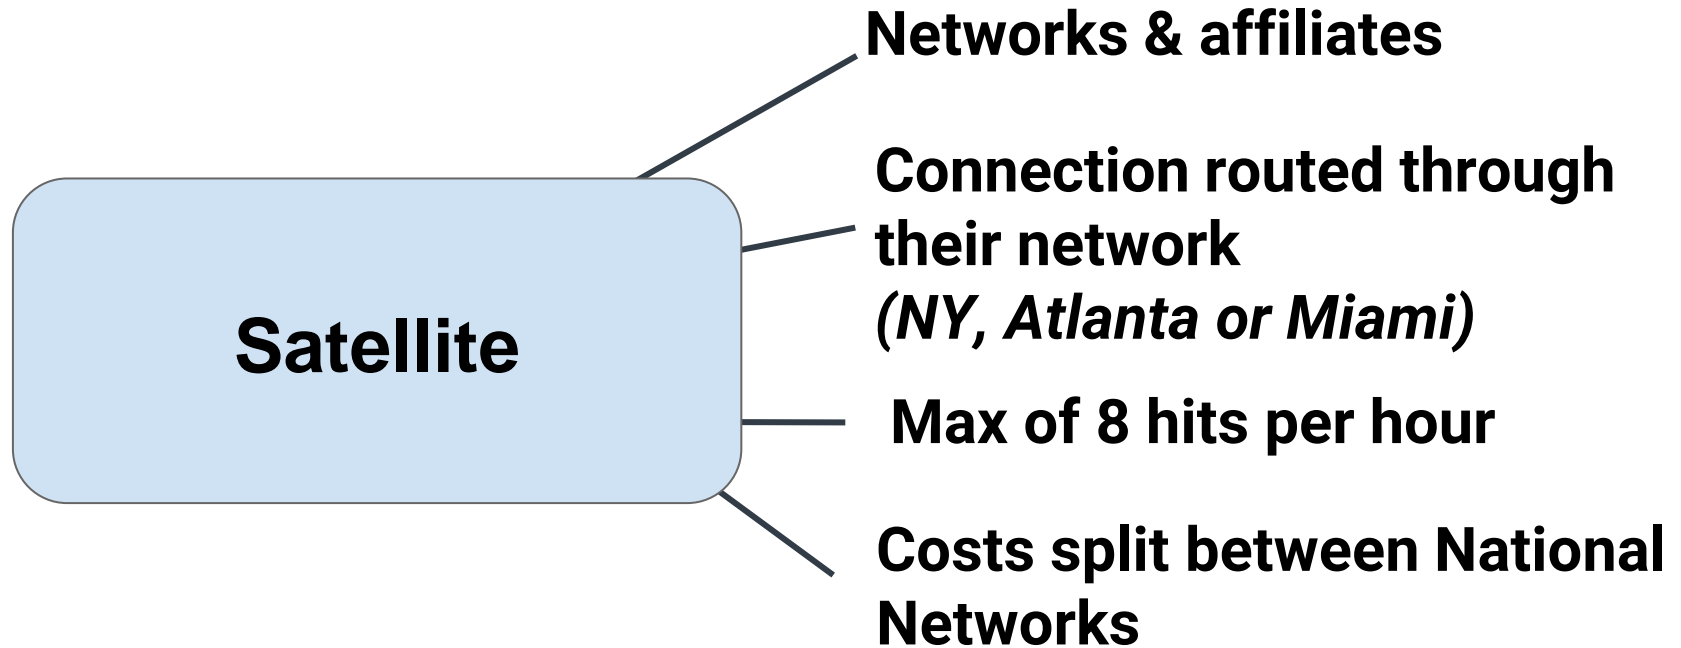 Networks & affiliates
Connection routed through
their network
(NY, Atlanta or Miami)
Satellite
Max of 8 hits per hour
Costs split between National
Networks